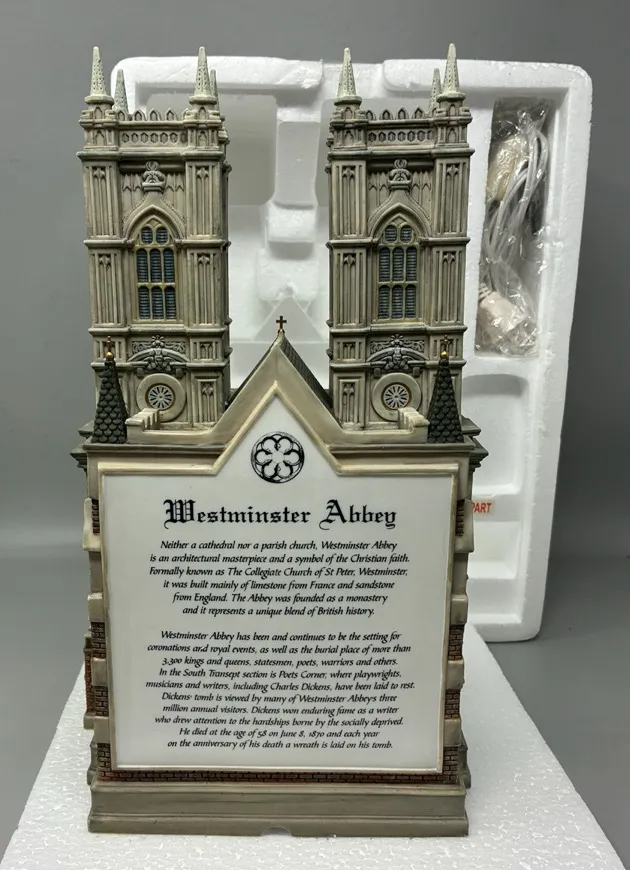 Westminster Abbey
Neither a cathedral nor a parish church, Westminster Abbey
is an architectural masterpiece and a symbol of the Christian faith.
Formally known as The Collegiate Church of St Peter, Westminster,
it was built mainly of limestone from France and sandstone
from England. The Abbey was founded as a monastery
and it represents a unique blend of British history.
Westminster Abbey has been and continues to be the setting for
coronations and royal events, as well as the burial place of more than
3,300 kings and queens, statesmen, poets, warriors and others.
In the South Transept section is Poets Corner, where playwrights,
musicians and writers, including Charles Dickens, have been laid to rest.
Dickens' tomb is viewed by many of Westminster Abbey's three
million annual visitors. Dickens won enduring fame as a writer
who drew attention to the hardships borne by the socially deprived.
He died at the age of 58 on June 8, 1870 and each year
on the anniversary of his death a wreath is laid on his tomb.
PART